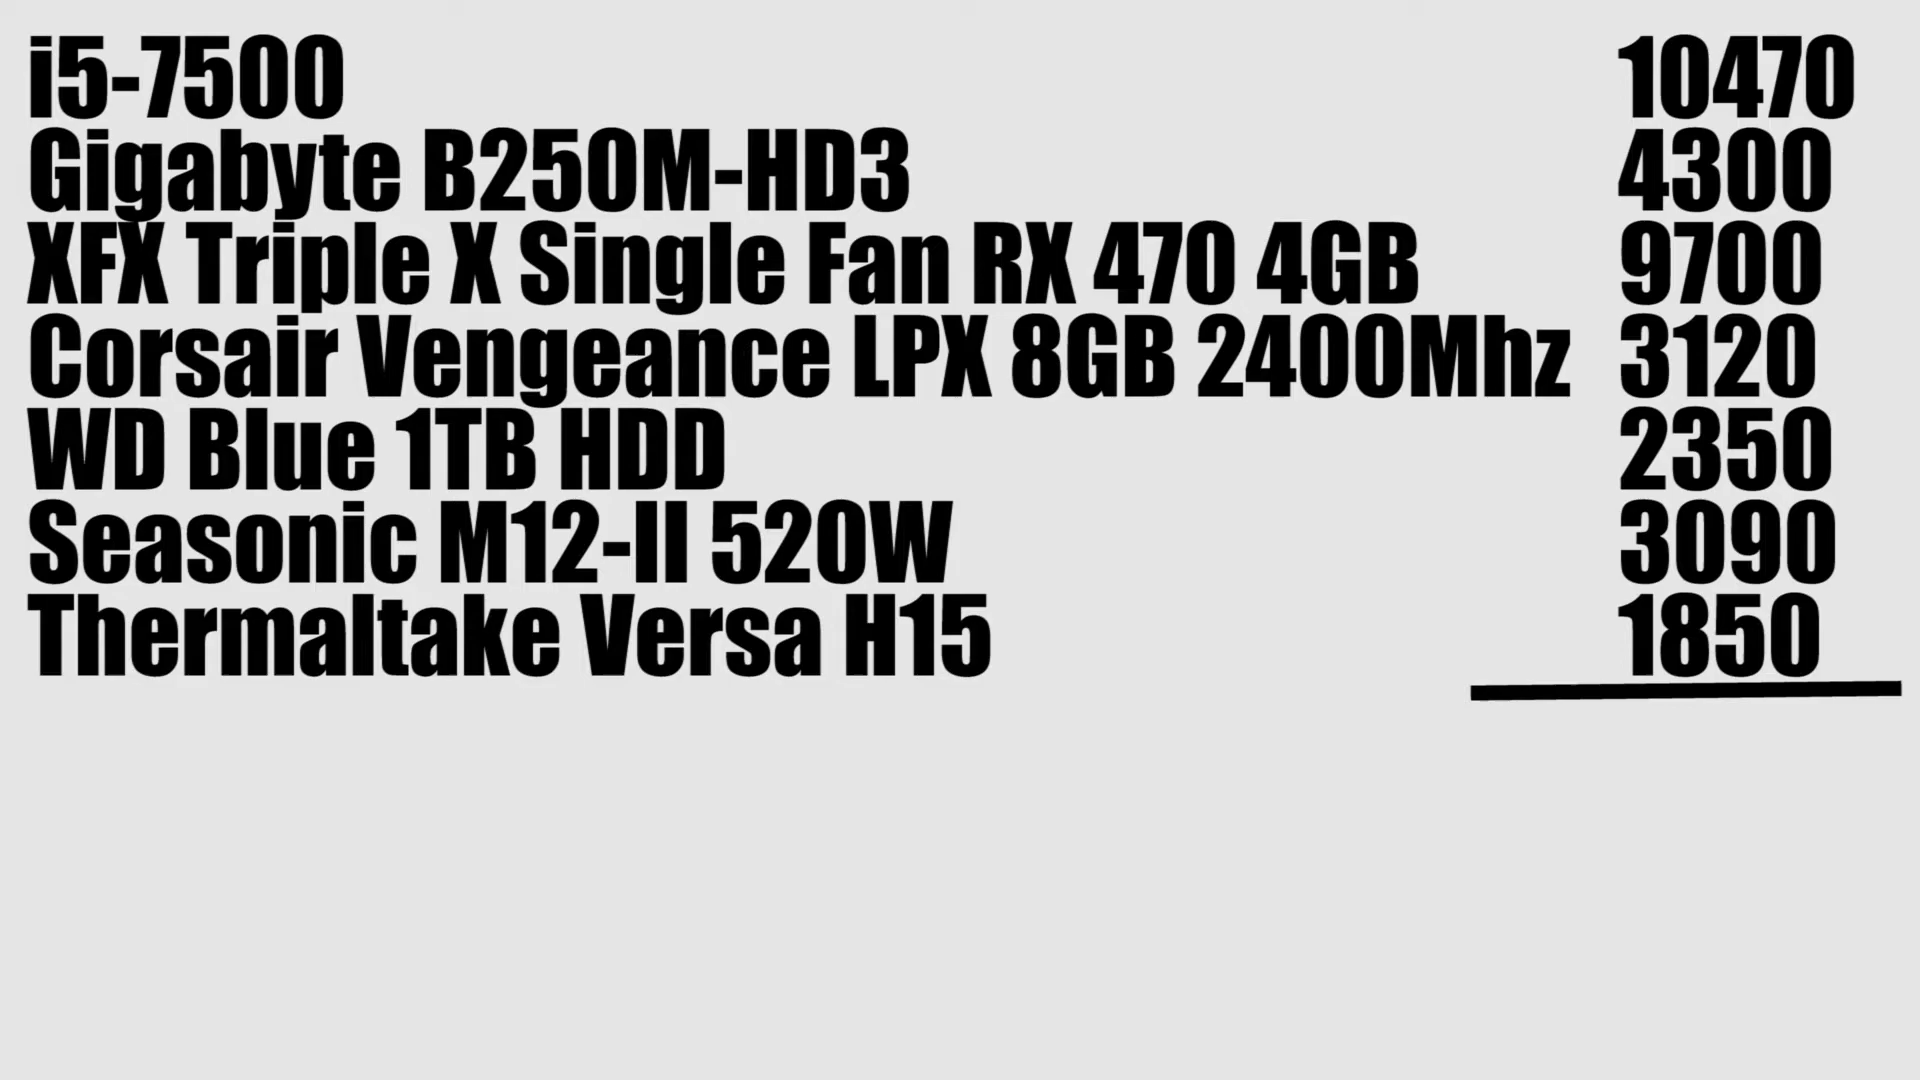 i5-7500 10470
Gigabyte B250M-HD3 4300
XFX Triple X Single Fan RX 470 4GB 9700
Corsair Vengeance LPX 8GB 2400Mhz 3120
WD Blue 1TB HDD 2350
Seasonic M12-II 520W 3090
Thermaltake Versa H15 1850